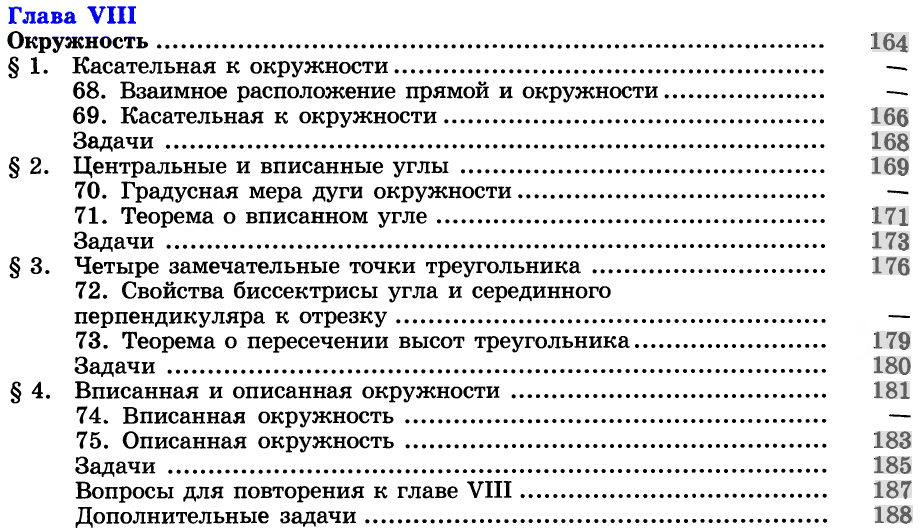 Глава VIII
Окружность ........................................................ 164
§ 1. Касательная к окружности ........................................ —
68. Взаимное расположение прямой и окружности .................. —
69. Касательная к окружности .................................... 166
Задачи ........................................................ 168
§ 2. Центральные и вписанные углы .................................. 169
70. Градусная мера дуги окружности ............................. —
71. Теорема о вписанном угле .................................... 171
Задачи ........................................................ 173
§ 3. Четыре замечательные точки треугольника ...................... 176
72. Свойства биссектрисы угла и серединного
перпендикуляра к отрезку ........................................ —
73. Теорема о пересечении высот треугольника .................... 179
Задачи ........................................................ 180
§ 4. Вписанная и описанная окружности ............................. 181
74. Вписанная окружность ........................................ —
75. Описанная окружность ........................................ 183
Задачи ........................................................ 185
Вопросы для повторения к главе VIII ............................ 187
Дополнительные задачи .......................................... 188